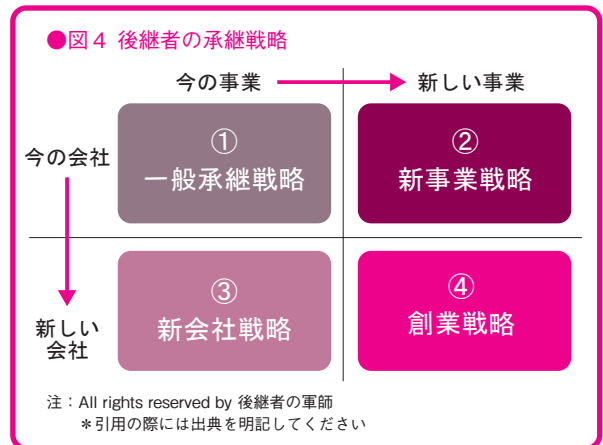 ●図4 後継者の承継戦略
今の事業
新しい事業
今の会社
①
一般承継戦略
②
新事業戦略
新しい
会社
③
新会社戦略
④
創業戦略
注：All rights reserved by 後継者の軍師
＊引用の際には出典を明記してください